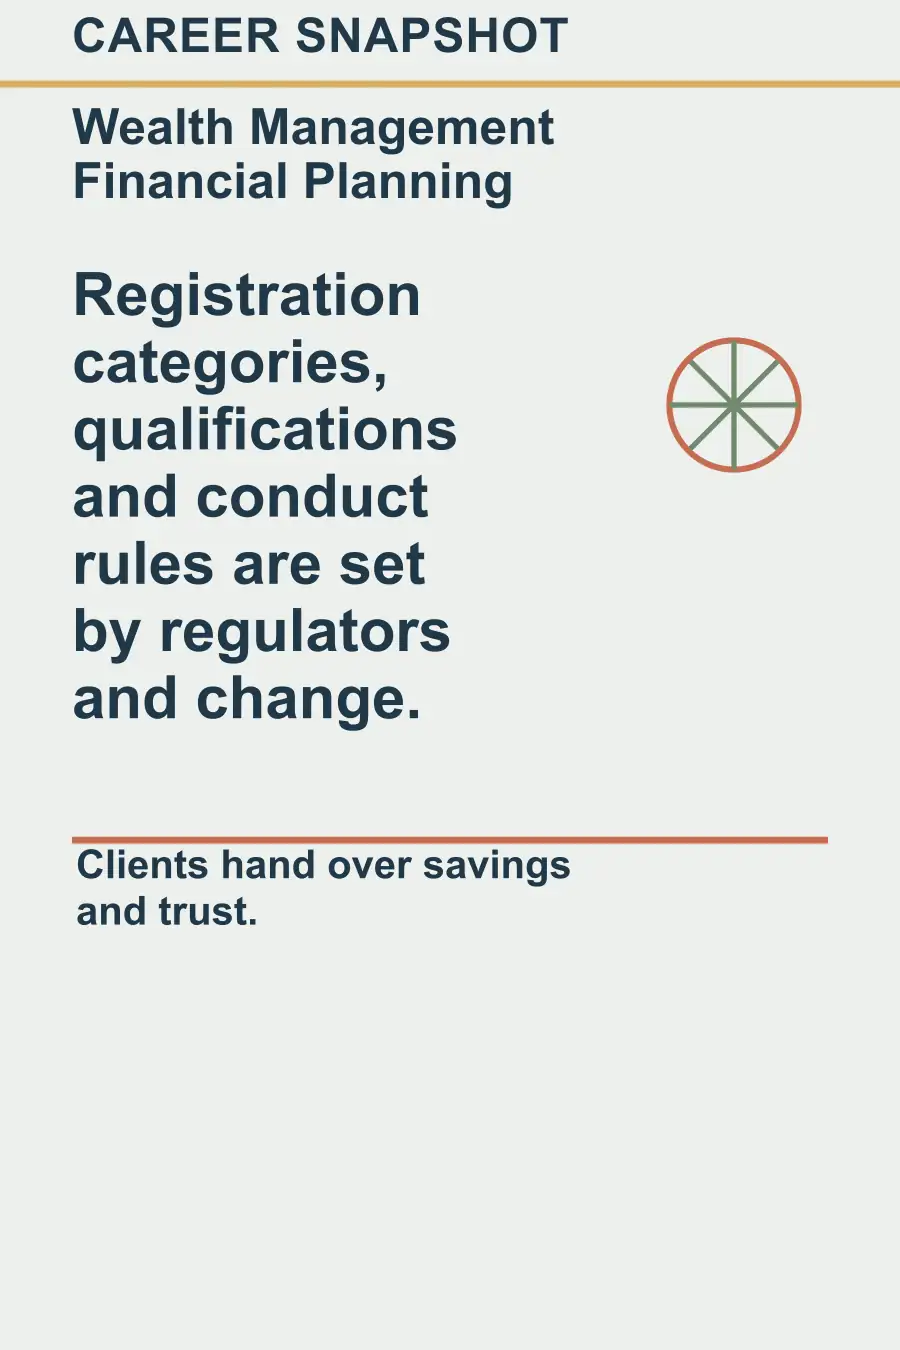 CAREER SNAPSHOT
Wealth Management
Financial Planning
Registration
categories,
qualifications
and conduct
rules are set
by regulators
and change.
Clients hand over savings
and trust.